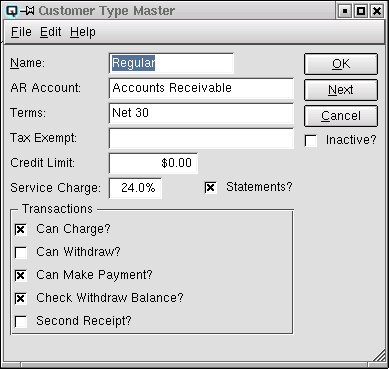 Customer Type Master
File Edit Help
Name: Regular OK
AR Account: Accounts Receivable Next
Terms: Net 30 Cancel
Tax Exempt: Inactive?
Credit Limit: $0.00
Service Charge: 24.0% Statements?
Transactions
Can Charge?
Can Withdraw?
Can Make Payment?
Check Withdraw Balance?
Second Receipt?